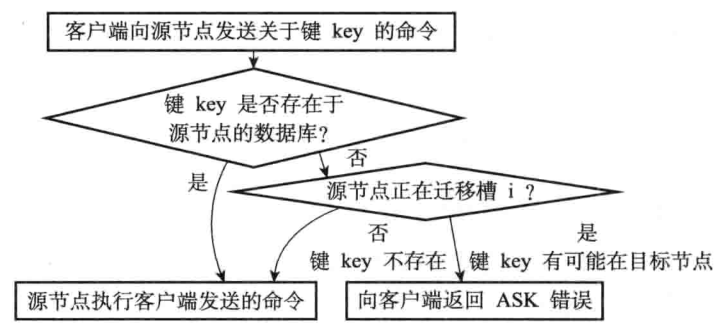 客户端向源节点发送关于键 key 的命令
键 key 是否存在于
源节点的数据库?
否
是
源节点正在迁移槽 i ?
否
是
键 key 不存在
键 key 有可能在目标节点
源节点执行客户端发送的命令
向客户端返回 ASK 错误